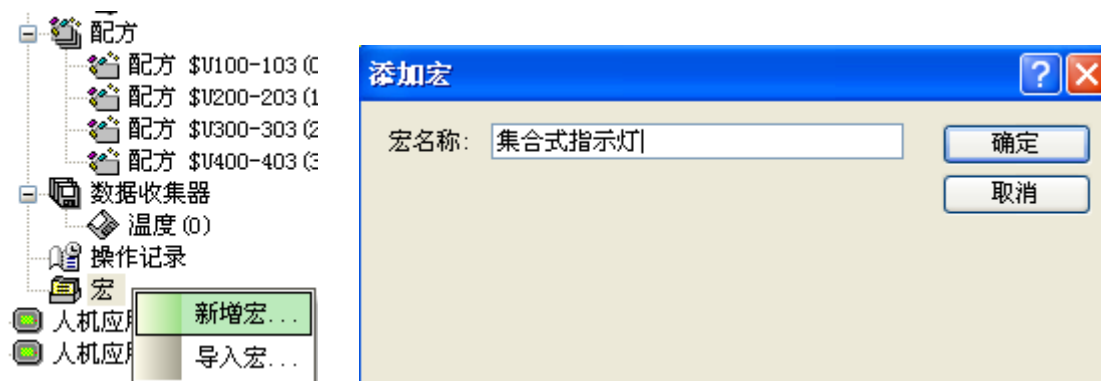 配方
配方 $U100-103 (0
配方 $U200-203 (1
配方 $U300-303 (2
配方 $U400-403 (3
数据收集器
温度 (0)
操作记录
宏
人机应用
人机应用
新增宏...
导入宏...
添加宏
宏名称:
集合式指示灯
确定
取消